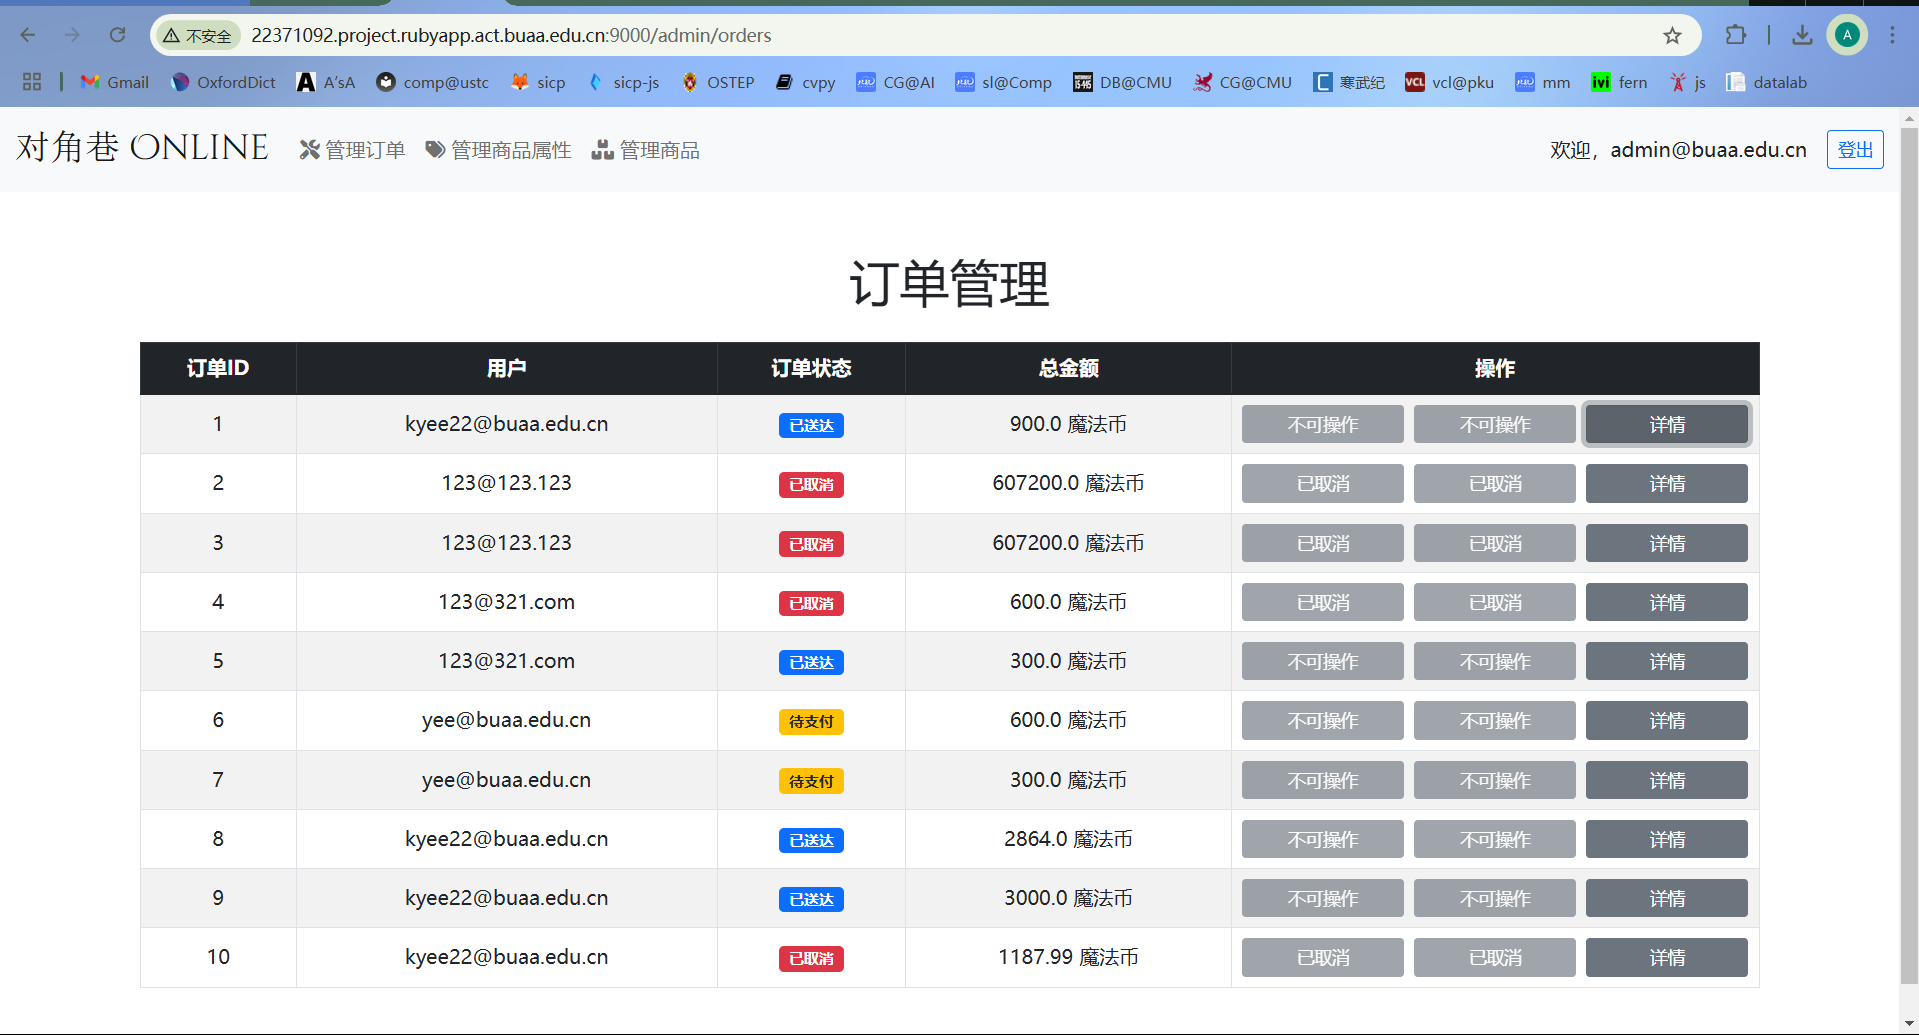 不安全 22371092.project.rubyapp.act.buaa.edu.cn:9000/admin/orders A
Gmail OxfordDict A'sA comp@ustc sicp sicp-js OSTEP cvpy CG@AI sl@Comp DB@CMU CG@CMU 寒武纪 vcl@pku mm fern js datalab
对角巷 ONLINE 管理订单 管理商品属性 管理商品 欢迎，admin@buaa.edu.cn 登出
订单管理
订单ID 用户 订单状态 总金额 操作
1 kyee22@buaa.edu.cn 已送达 900.0 魔法币 不可操作 不可操作 详情
2 123@123.123 已取消 607200.0 魔法币 已取消 已取消 详情
3 123@123.123 已取消 607200.0 魔法币 已取消 已取消 详情
4 123@321.com 已取消 600.0 魔法币 已取消 已取消 详情
5 123@321.com 已送达 300.0 魔法币 不可操作 不可操作 详情
6 yee@buaa.edu.cn 待支付 600.0 魔法币 不可操作 不可操作 详情
7 yee@buaa.edu.cn 待支付 300.0 魔法币 不可操作 不可操作 详情
8 kyee22@buaa.edu.cn 已送达 2864.0 魔法币 不可操作 不可操作 详情
9 kyee22@buaa.edu.cn 已送达 3000.0 魔法币 不可操作 不可操作 详情
10 kyee22@buaa.edu.cn 已取消 1187.99 魔法币 已取消 已取消 详情